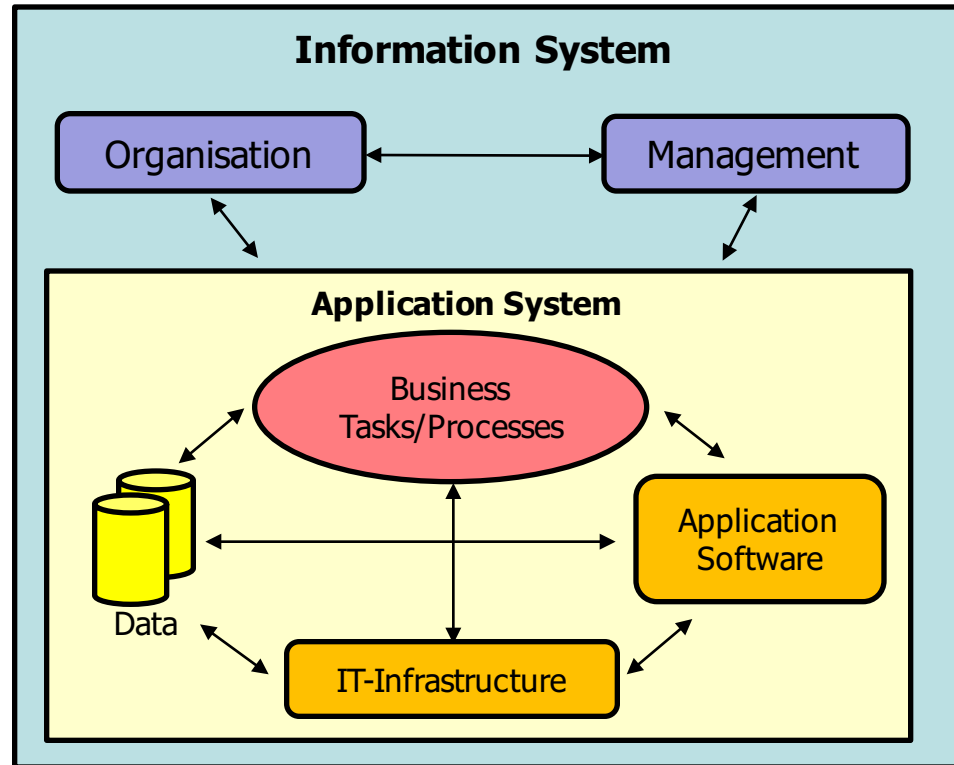 Information System
Organisation
Management
Application System
Business
Tasks/Processes
Application
Software
Data
IT-Infrastructure